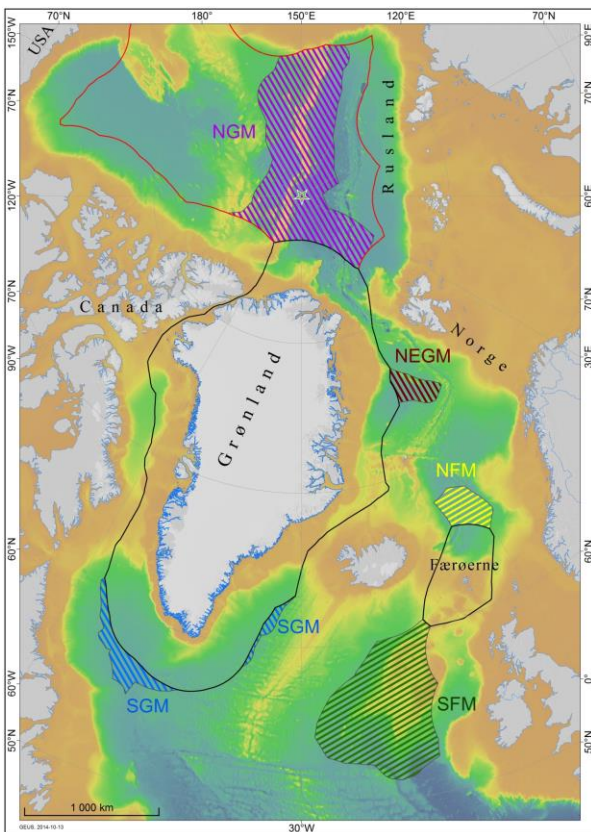 150°W
180°
150°W
120°E
70°N
90°E
USA
70°N
NGM
Rusland
70°N
120°W
60°E
Canada
70°N
Norge
90°W
NEGM
30°E
Grønland
NFM
60°N
Færøerne
60°N
SGM
60°N
SGM
SFM
0°
50°N
50°N
1 000 km
GEUS, 2014-10-13
30°W